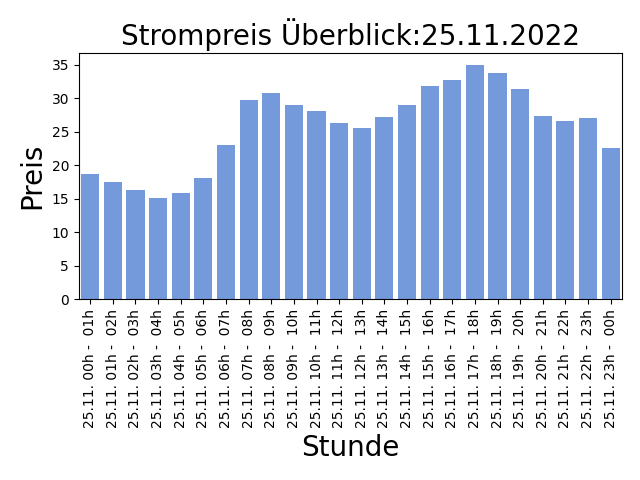 Strompreis Überblick:25.11.2022
Preis
35
30
25
20
15
10
5
0
25.11. 00h - 01h
25.11. 01h - 02h
25.11. 02h - 03h
25.11. 03h - 04h
25.11. 04h - 05h
25.11. 05h - 06h
25.11. 06h - 07h
25.11. 07h - 08h
25.11. 08h - 09h
25.11. 09h - 10h
25.11. 10h - 11h
25.11. 11h - 12h
25.11. 12h - 13h
25.11. 13h - 14h
25.11. 14h - 15h
25.11. 15h - 16h
25.11. 16h - 17h
25.11. 17h - 18h
25.11. 18h - 19h
25.11. 19h - 20h
25.11. 20h - 21h
25.11. 21h - 22h
25.11. 22h - 23h
25.11. 23h - 00h
Stunde